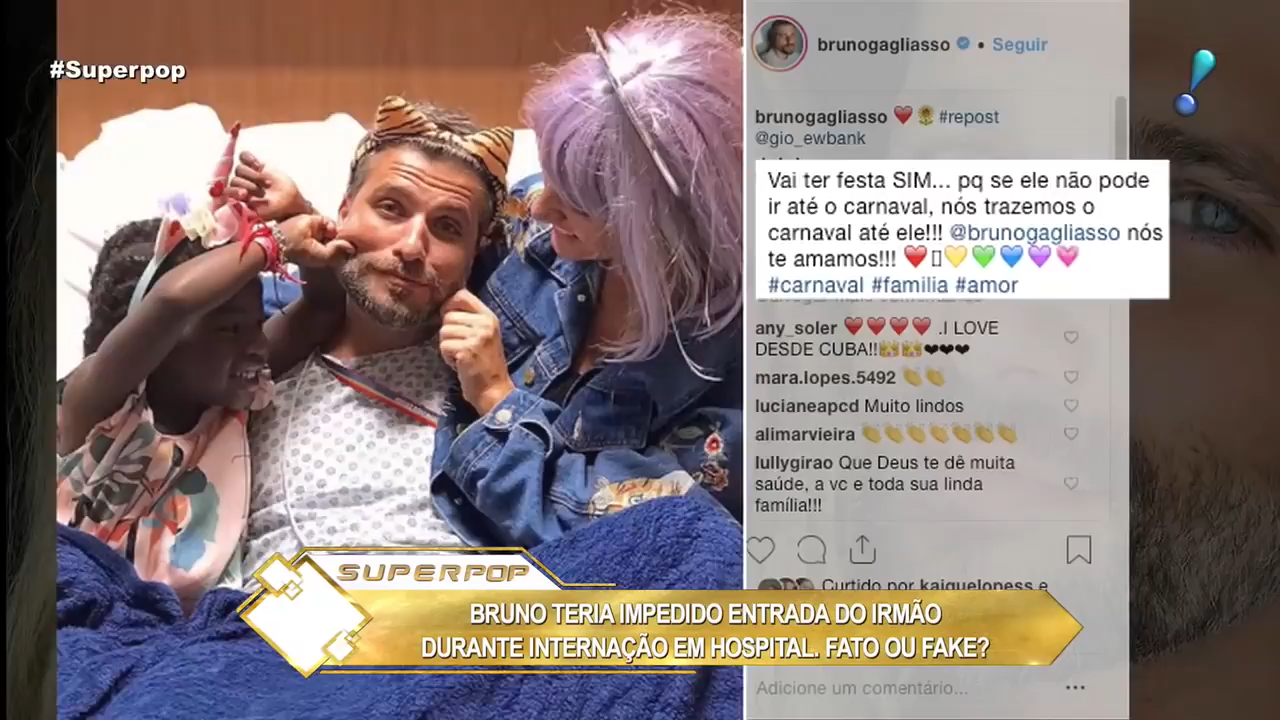 #Superpop
brunogagliasso • Seguir
brunogagliasso ❤️🌻 #repost
@gio_ewbank
Vai ter festa SIM... pq se ele não pode
ir até o carnaval, nós trazemos o
carnaval até ele!!! @brunogagliasso nós
te amamos!!! ❤️▯💛💚💙💜💗
#carnaval #familia #amor
any_soler ❤️❤️❤️❤️ .I LOVE
DESDE CUBA!!👑👑❤❤❤
mara.lopes.5492 👏👏
lucianeapcd Muito lindos
alimarvieira 👏👏👏👏👏👏👏
lullygirao Que Deus te dê muita
saúde, a vc e toda sua linda
família!!!
Curtido por kaiquelopess e
Adicione um comentário...
SUPERPOP
BRUNO TERIA IMPEDIDO ENTRADA DO IRMÃO
DURANTE INTERNAÇÃO EM HOSPITAL. FATO OU FAKE?